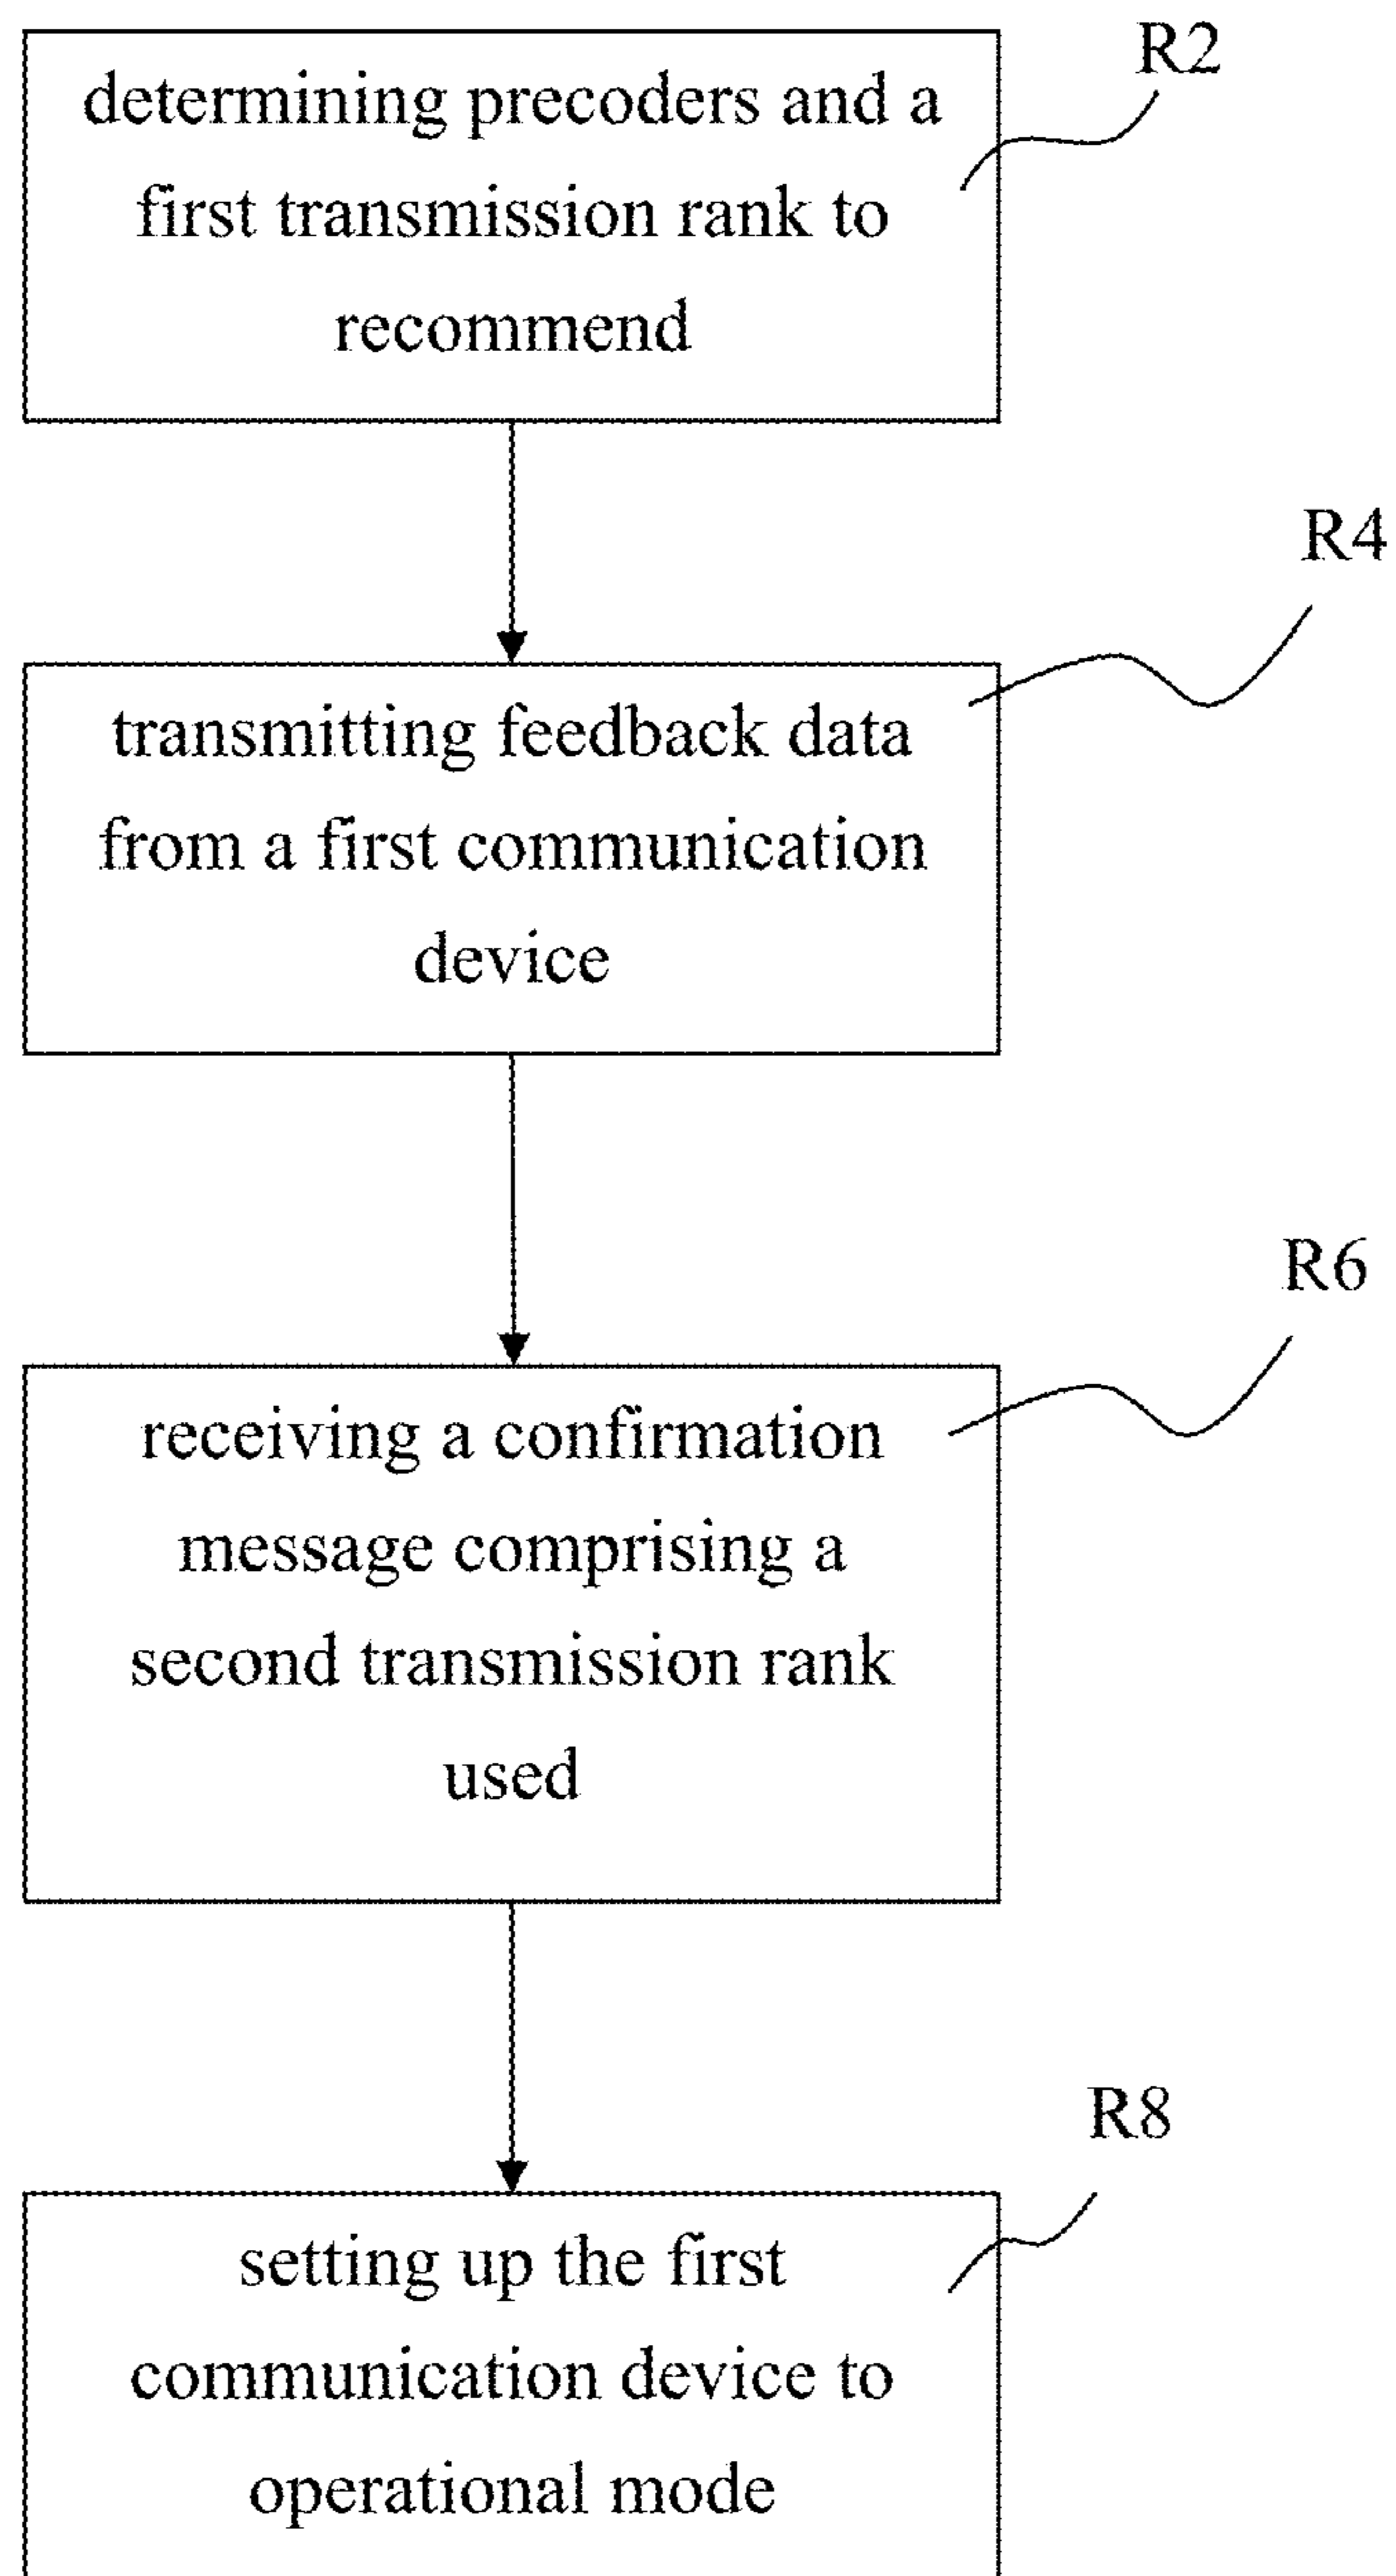 R2
determining precoders and a
first transmission rank to
recommend
R4
transmitting feedback data
from a first communication
device
R6
receiving a confirmation
message comprising a
second transmission rank
used
R8
setting up the first
communication device to
operational mode